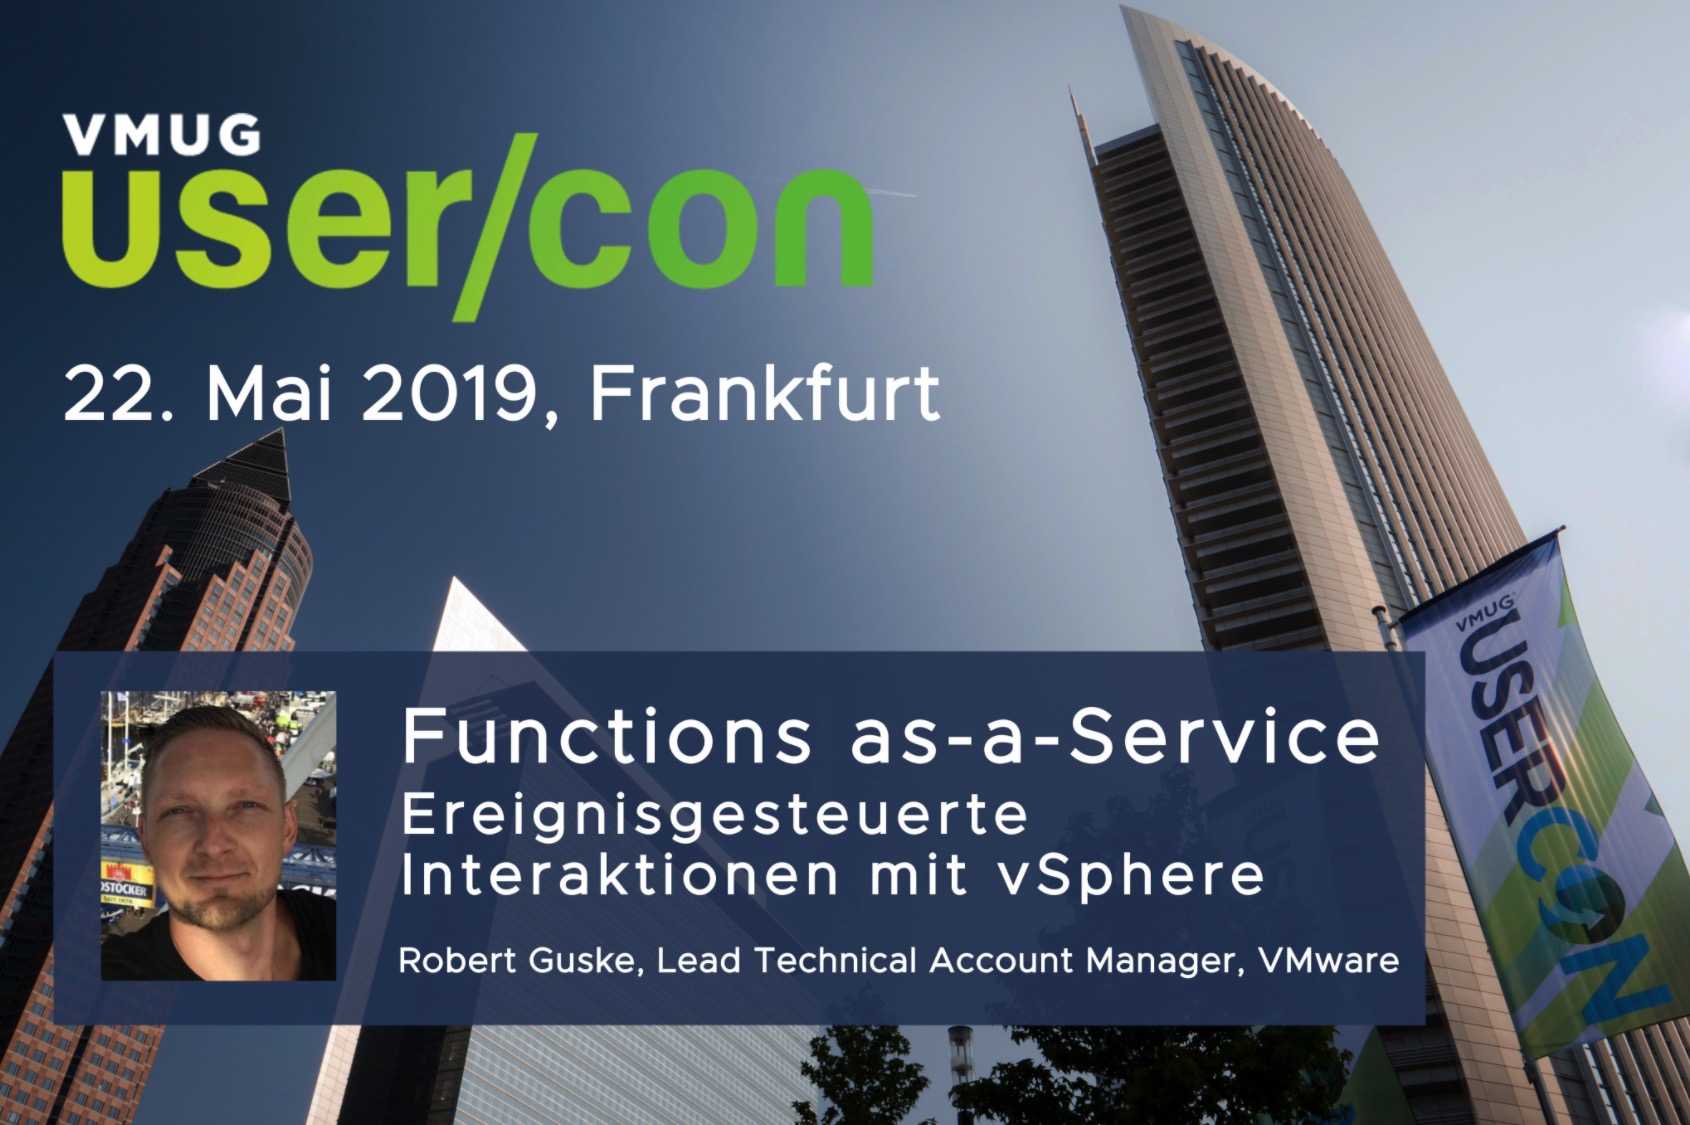 VMUG
user/con
22. Mai 2019, Frankfurt
VMUG
USERCON
Functions as-a-Service
Ereignisgesteuerte
Interaktionen mit vSphere
Robert Guske, Lead Technical Account Manager, VMware